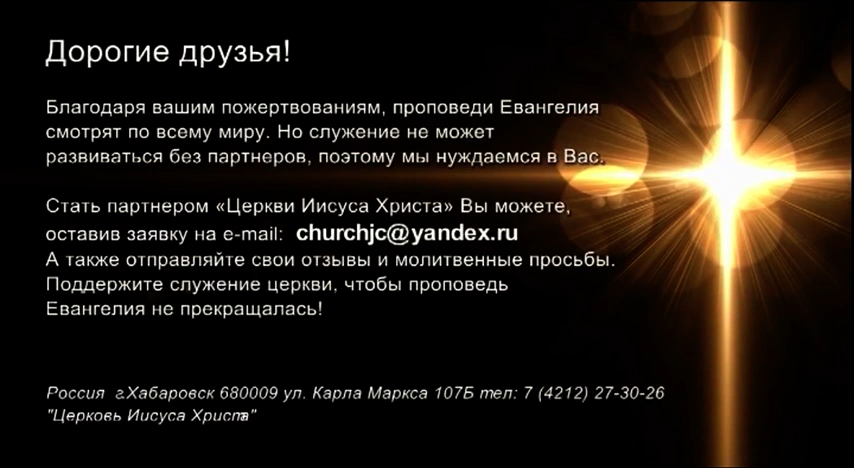 Дорогие друзья!
Благодаря вашим пожертвованиям, проповеди Евангелия
смотрят по всему миру. Но служение не может
развиваться без партнеров, поэтому мы нуждаемся в Вас.
Стать партнером «Церкви Иисуса Христа» Вы можете,
оставив заявку на e-mail: churchjc@yandex.ru
А также отправляйте свои отзывы и молитвенные просьбы.
Поддержите служение церкви, чтобы проповедь
Евангелия не прекращалась!
Россия г.Хабаровск 680009 ул. Карла Маркса 107Б тел: 7 (4212) 27-30-26
"Церковь Иисуса Христа"